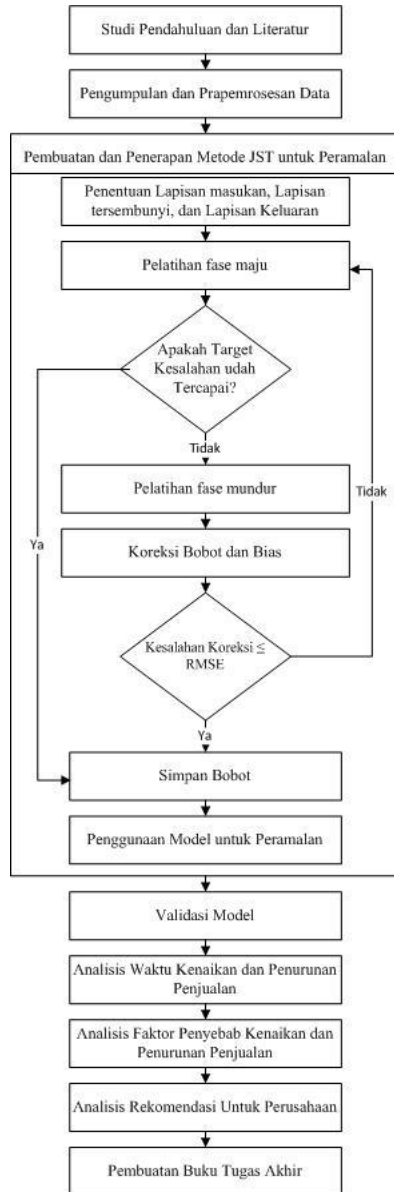 Studi Pendahuluan dan Literatur
Pengumpulan dan Prapemrosesan Data
Pembuatan dan Penerapan Metode JST untuk Peramalan
Penentuan Lapisan masukan, Lapisan
tersembunyi, dan Lapisan Keluaran
Pelatihan fase maju
Apakah Target
Kesalahan udah
Tercapai?
Tidak
Pelatihan fase mundur
Tidak
Ya
Koreksi Bobot dan Bias
Kesalahan Koreksi ≤
RMSE
Ya
Simpan Bobot
Penggunaan Model untuk Peramalan
Validasi Model
Analisis Waktu Kenaikan dan Penurunan
Penjualan
Analisis Faktor Penyebab Kenaikan dan
Penurunan Penjualan
Analisis Rekomendasi Untuk Perusahaan
Pembuatan Buku Tugas Akhir